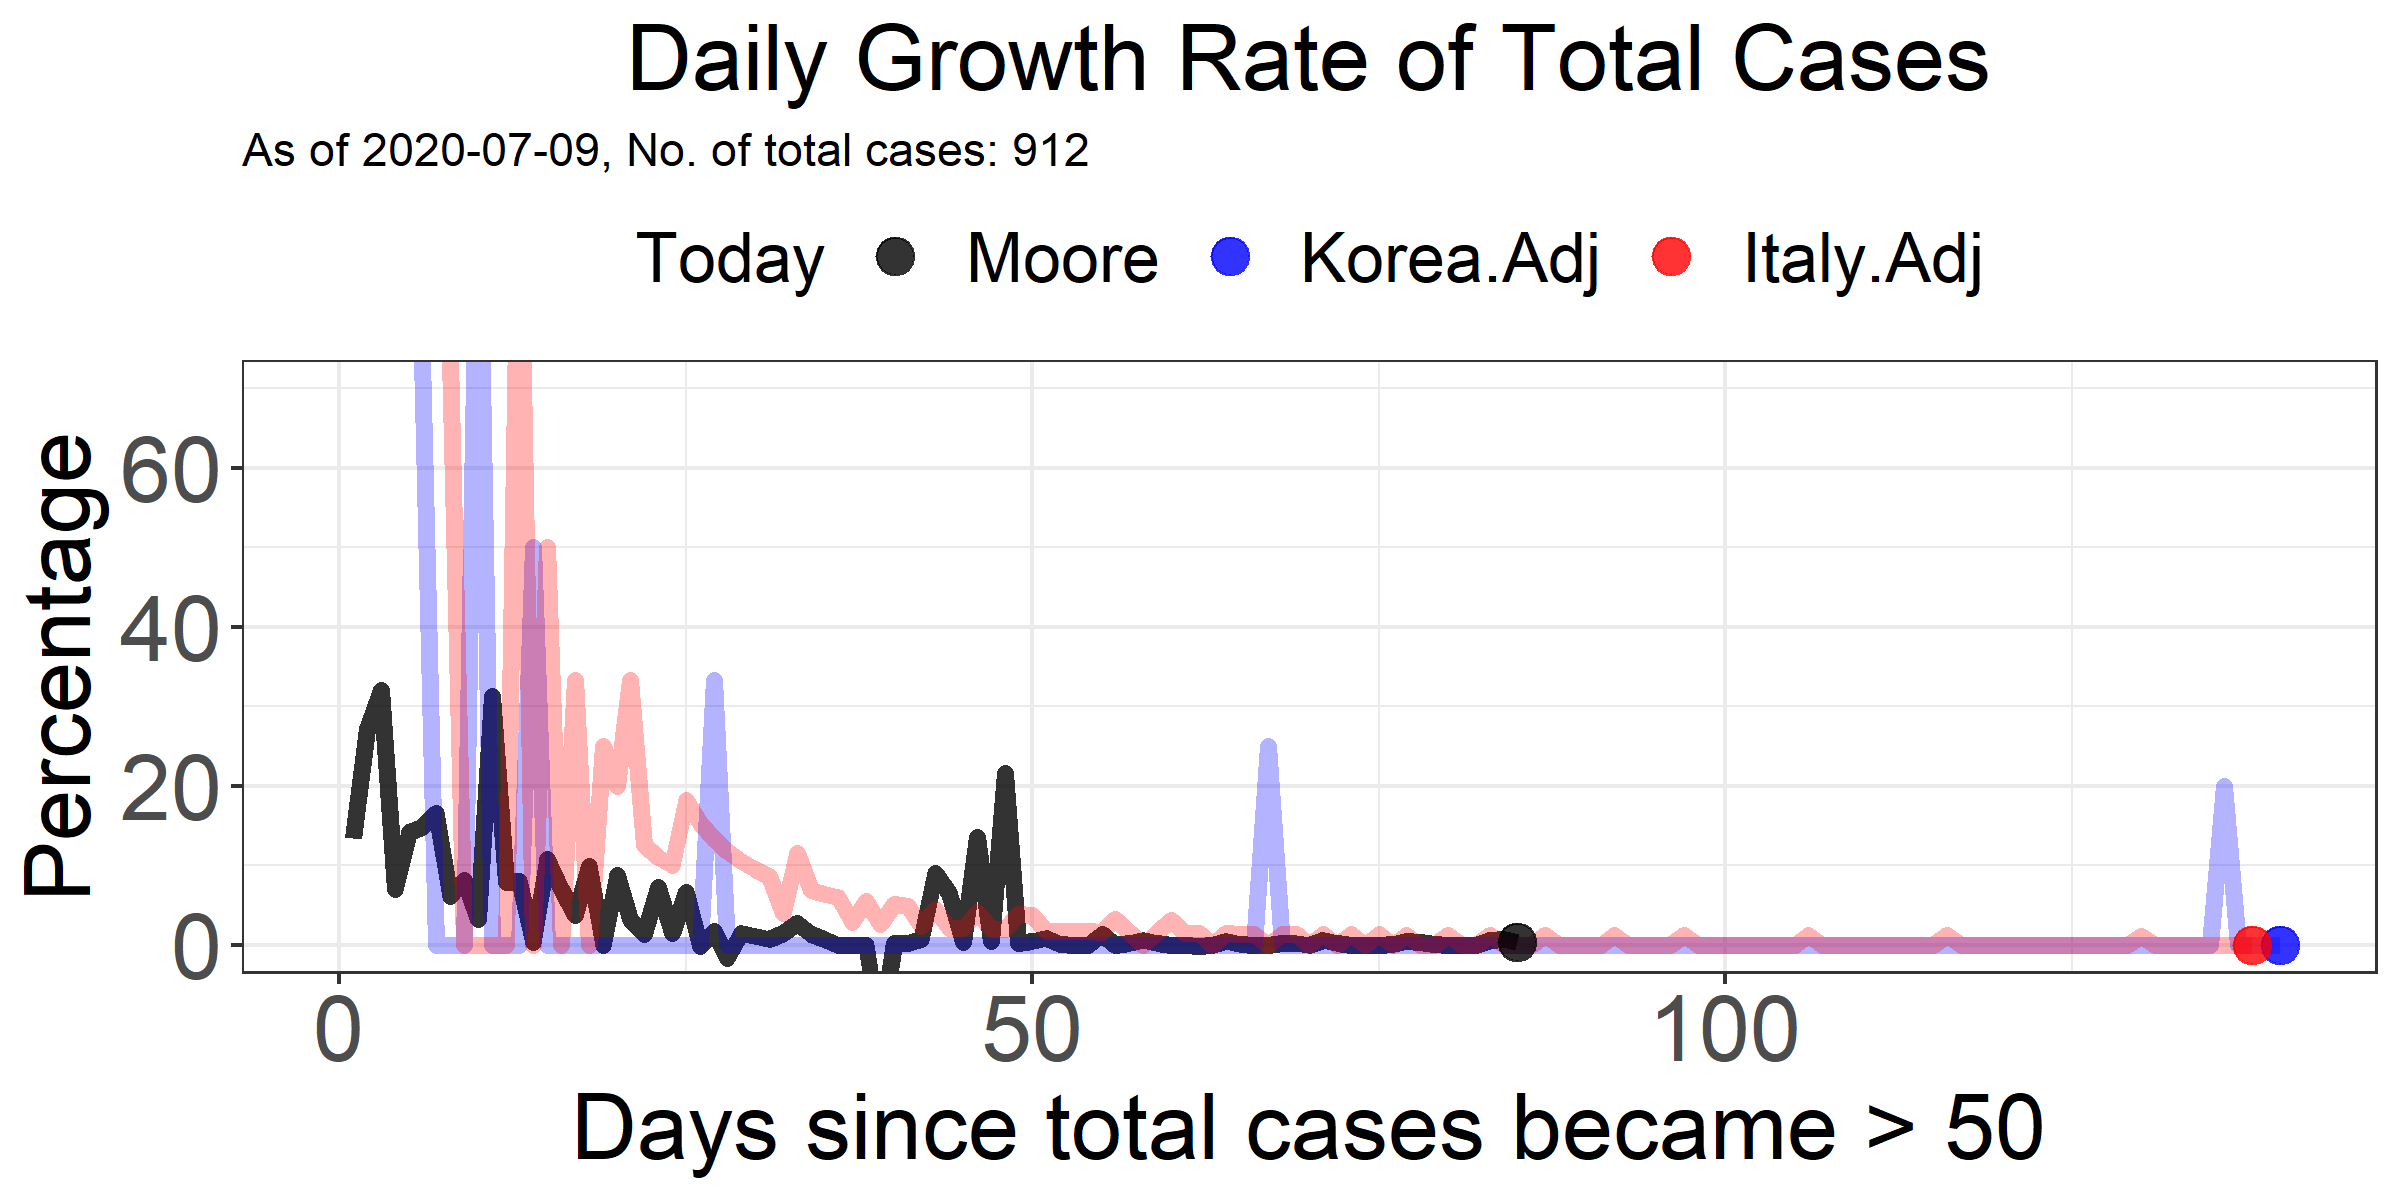 Daily Growth Rate of Total Cases
As of 2020-07-09, No. of total cases: 912
Today Moore Korea.Adj Italy.Adj
Percentage
60
40
20
0
0 50 100
Days since total cases became > 50